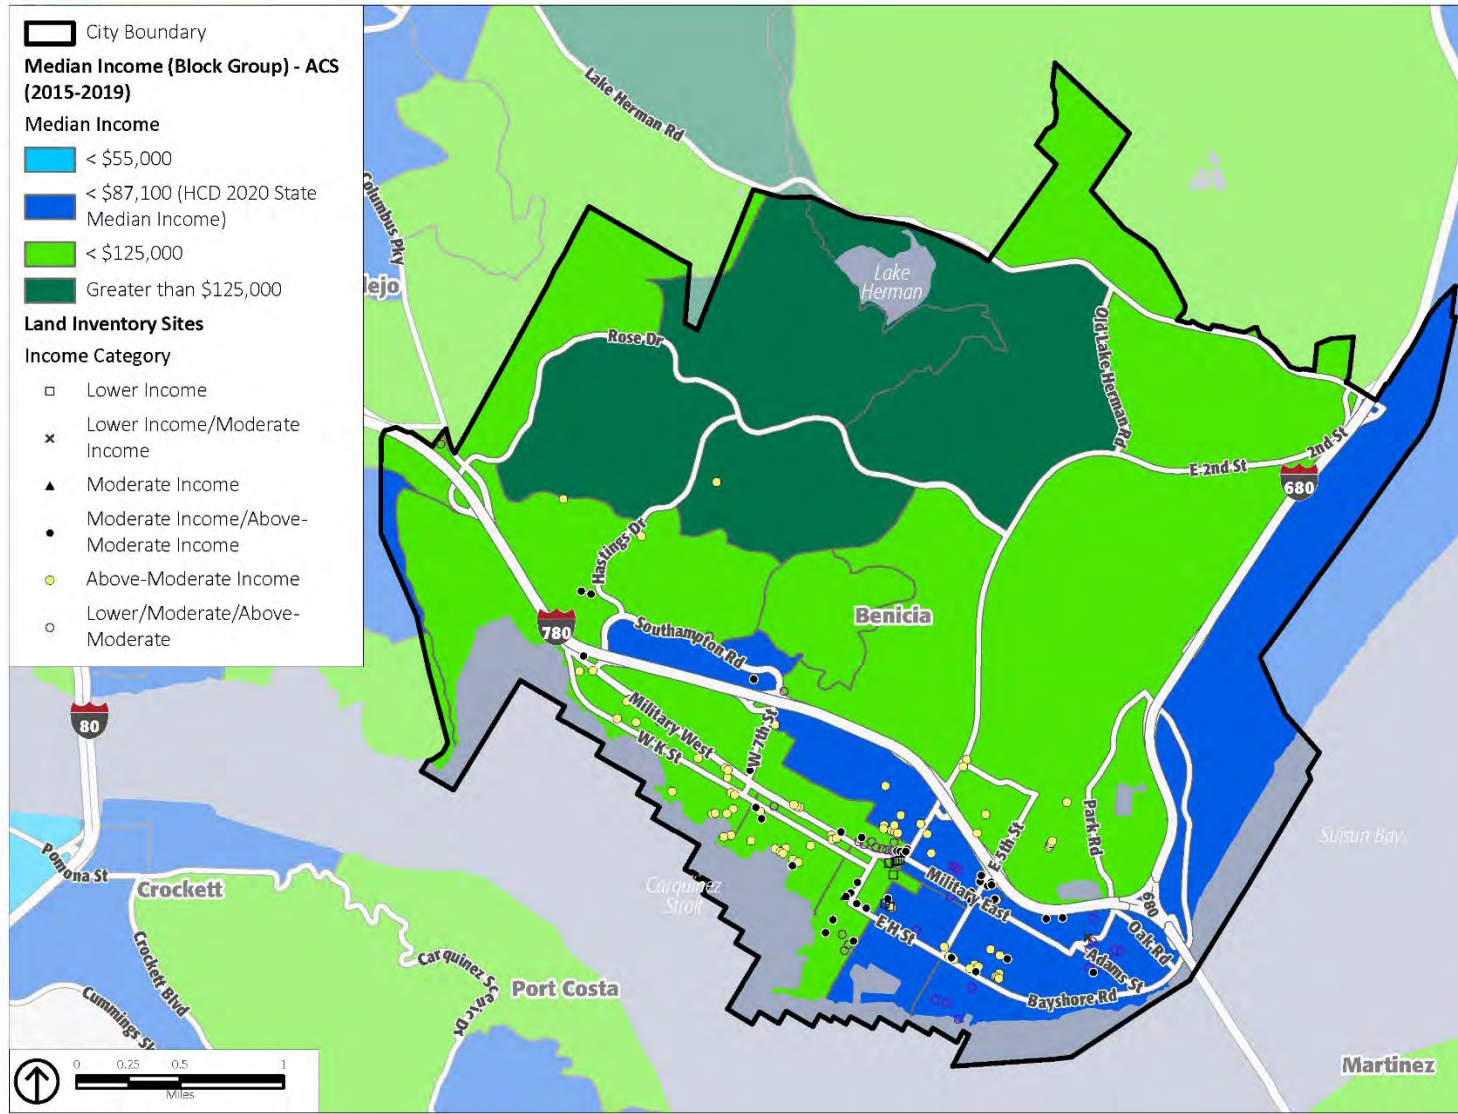 City Boundary
Median Income (Block Group) - ACS
(2015-2019)
Median Income
< $55,000
< $87,100 (HCD 2020 State
Median Income)
< $125,000
Greater than $125,000
Land Inventory Sites
Income Category
Lower Income
Lower Income/Moderate
Income
Moderate Income
Moderate Income/Above-
Moderate Income
Above-Moderate Income
Lower/Moderate/Above-
Moderate
Lake Herman Rd
Columbus Pky
llejo
Lake
Herman
Rose Dr
Old Lake Herman Rd
2nd St
E 2nd St
680
Hastings Dr
Benicia
780
Southampton Rd
Military West
W 7th St
W K St
80
Park Rd
E 5th St
Suisun Bay
Pomona St
Crockett
Carquinez
Strait
Military East
680
E H St
Oak Rd
Adams St
Bayshore Rd
Crockett Blvd
Carquinez Scenic Dr
Port Costa
Cummings Sk
Martinez
0 0.25 0.5 1
Miles